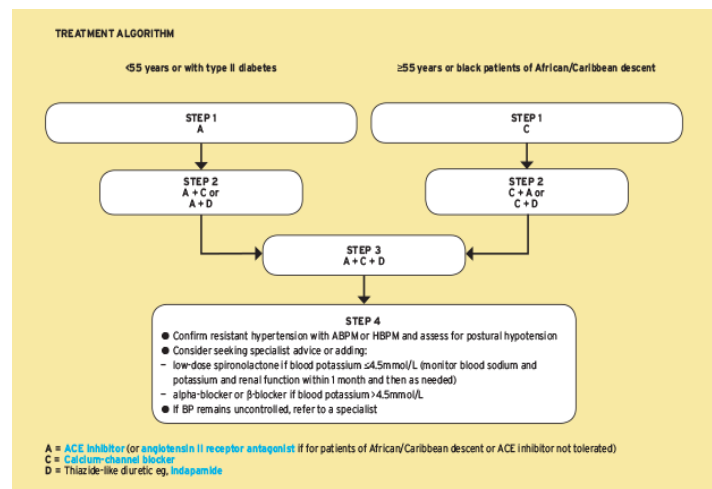 TREATMENT ALGORITHM
<55 years or with type II diabetes
≥55 years or black patients of African/Caribbean descent
STEP 1
A
STEP 1
C
STEP 2
A + C or
A + D
STEP 2
C + A or
C + D
STEP 3
A + C + D
STEP 4
● Confirm resistant hypertension with ABPM or HBPM and assess for postural hypotension
● Consider seeking specialist advice or adding:
– low-dose spironolactone if blood potassium ≤4.5mmol/L (monitor blood sodium and
potassium and renal function within 1 month and then as needed)
– alpha-blocker or β-blocker if blood potassium >4.5mmol/L
● If BP remains uncontrolled, refer to a specialist
A = ACE inhibitor (or angiotensin II receptor antagonist if for patients of African/Caribbean descent or ACE inhibitor not tolerated)
C = Calcium-channel blocker
D = Thiazide-like diuretic eg, indapamide